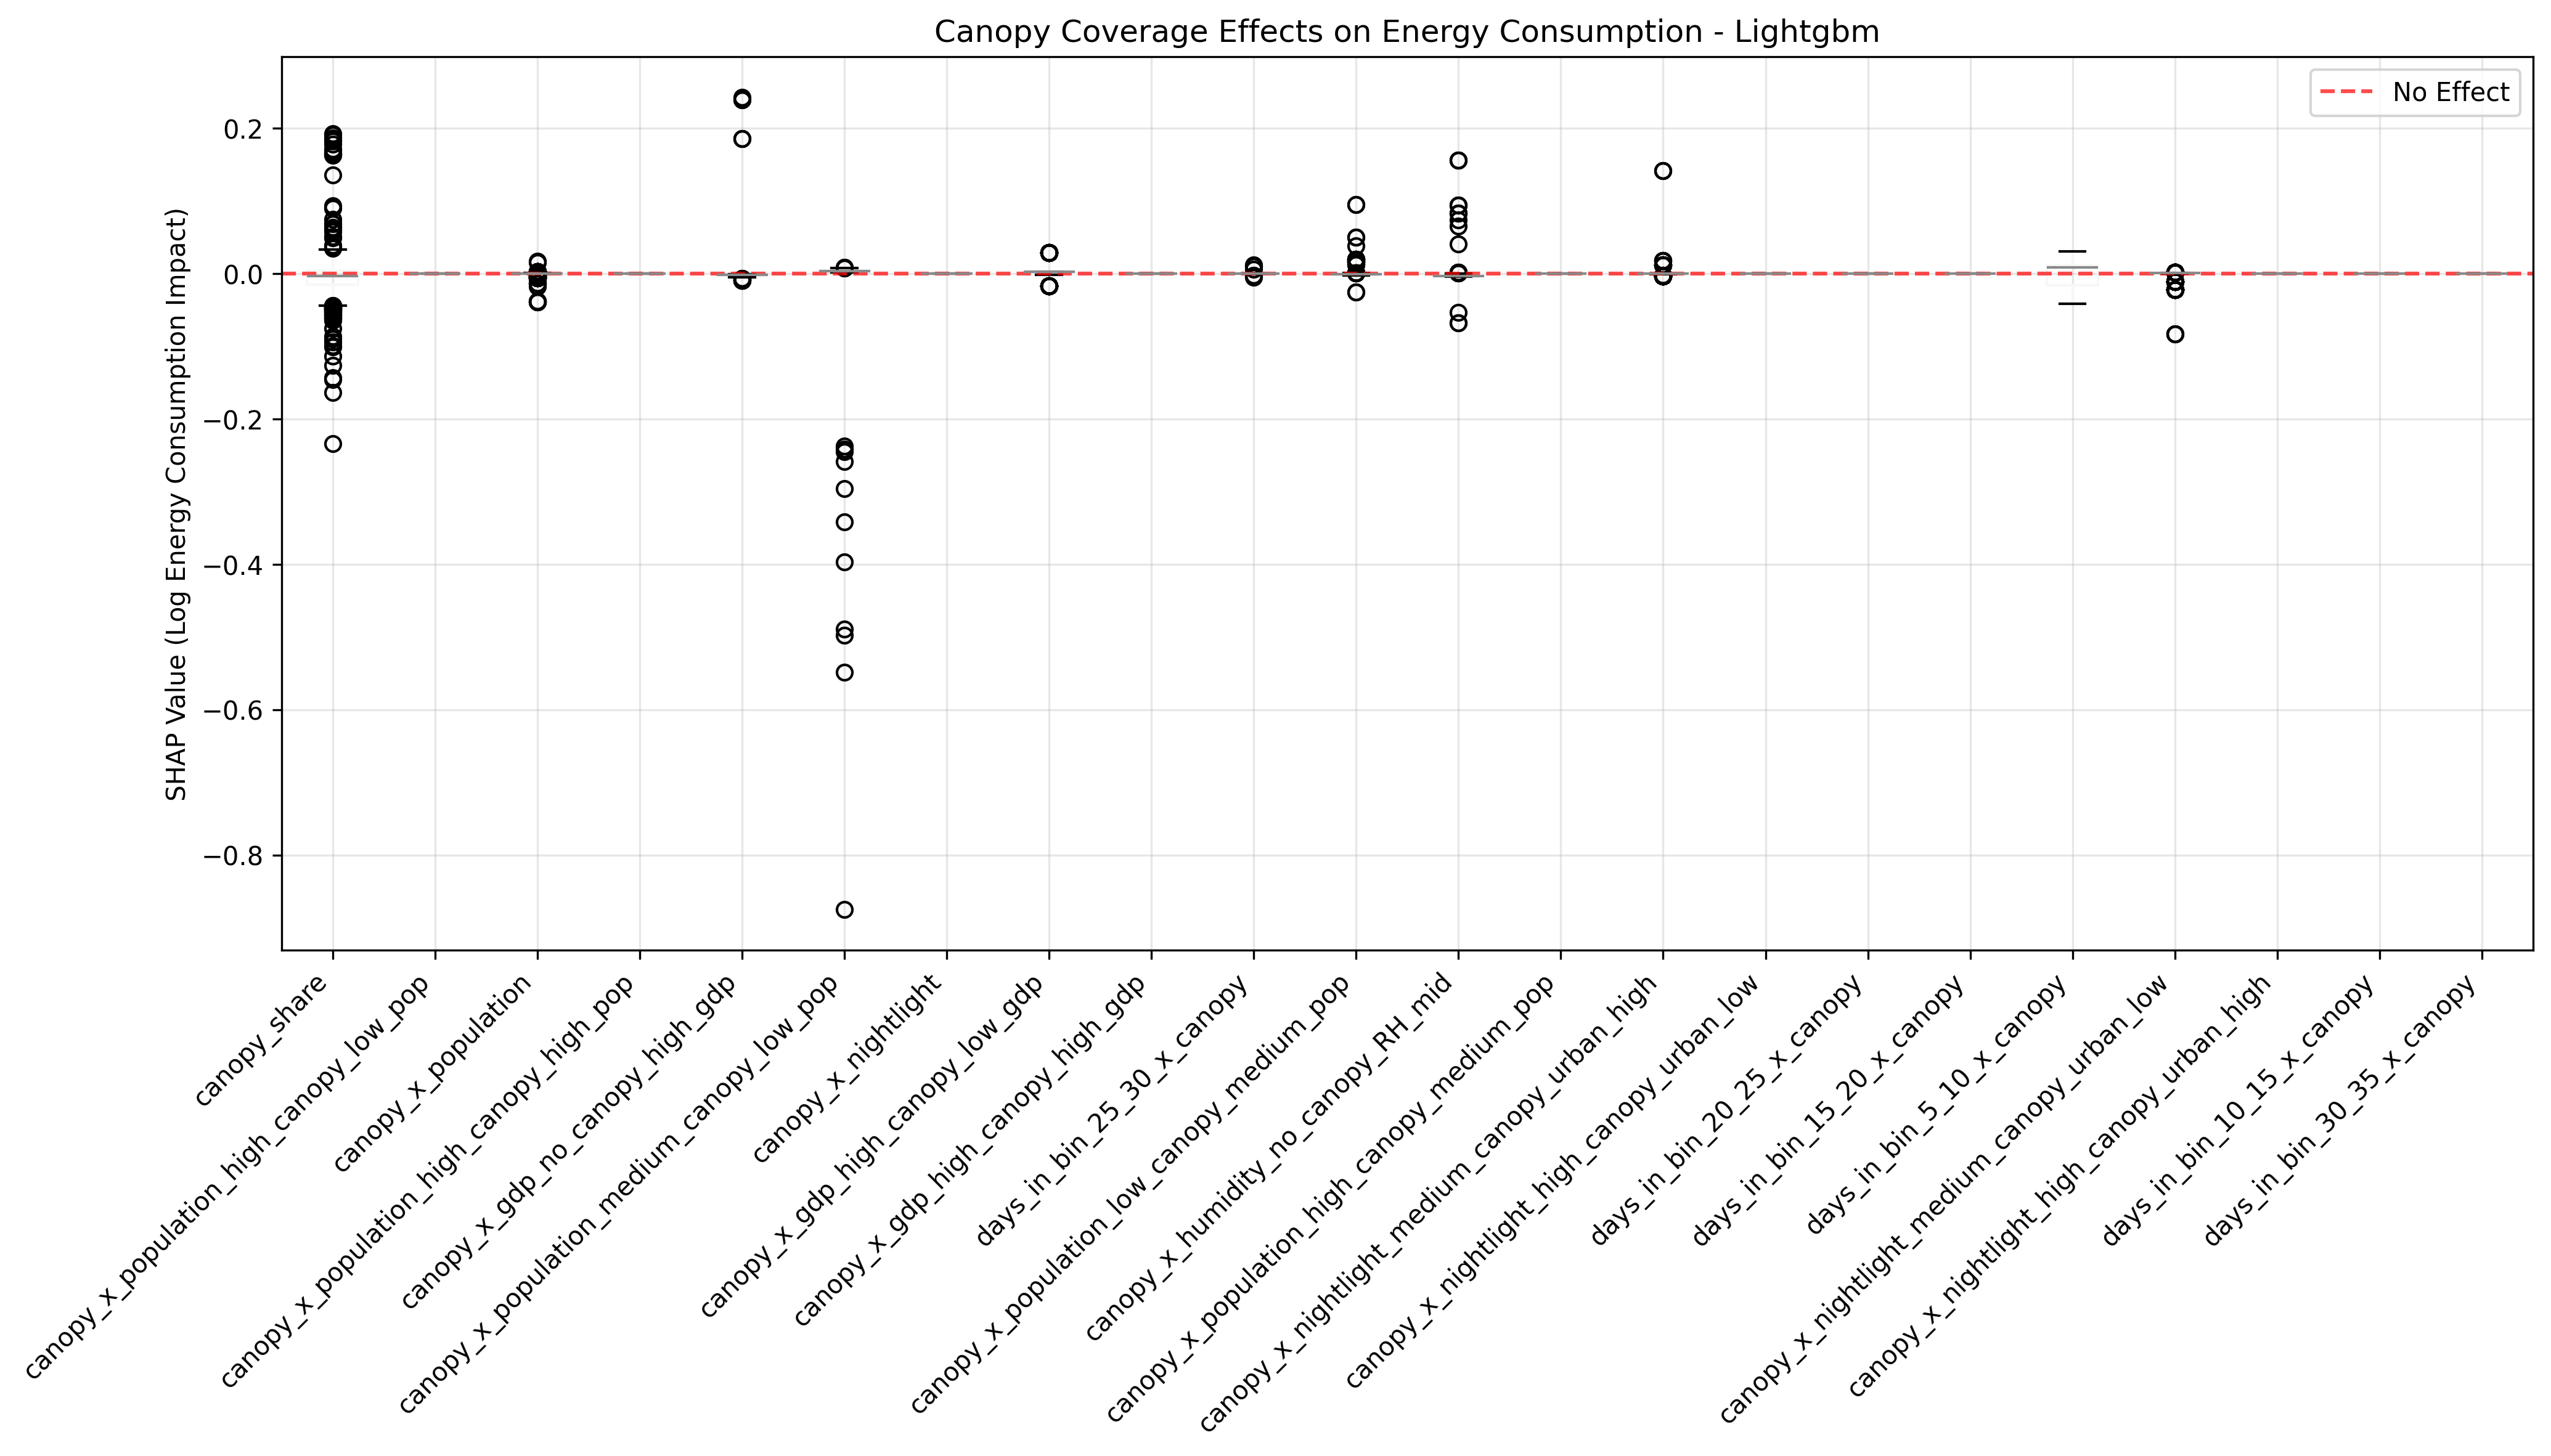 Canopy Coverage Effects on Energy Consumption - Lightgbm
No Effect
SHAP Value (Log Energy Consumption Impact)
0.2
0.0
−0.2
−0.4
−0.6
−0.8
canopy_share
canopy_x_population_high_canopy_low_pop
canopy_x_population
canopy_x_population_high_canopy_high_pop
canopy_x_gdp_no_canopy_high_gdp
canopy_x_population_medium_canopy_low_pop
canopy_x_nightlight
canopy_x_gdp_high_canopy_low_gdp
canopy_x_gdp_high_canopy_high_gdp
days_in_bin_25_30_x_canopy
canopy_x_population_low_canopy_medium_pop
canopy_x_humidity_no_canopy_RH_mid
canopy_x_population_high_canopy_medium_pop
canopy_x_nightlight_medium_canopy_urban_high
canopy_x_nightlight_high_canopy_urban_low
days_in_bin_20_25_x_canopy
days_in_bin_15_20_x_canopy
days_in_bin_5_10_x_canopy
canopy_x_nightlight_medium_canopy_urban_low
canopy_x_nightlight_high_canopy_urban_high
days_in_bin_10_15_x_canopy
days_in_bin_30_35_x_canopy